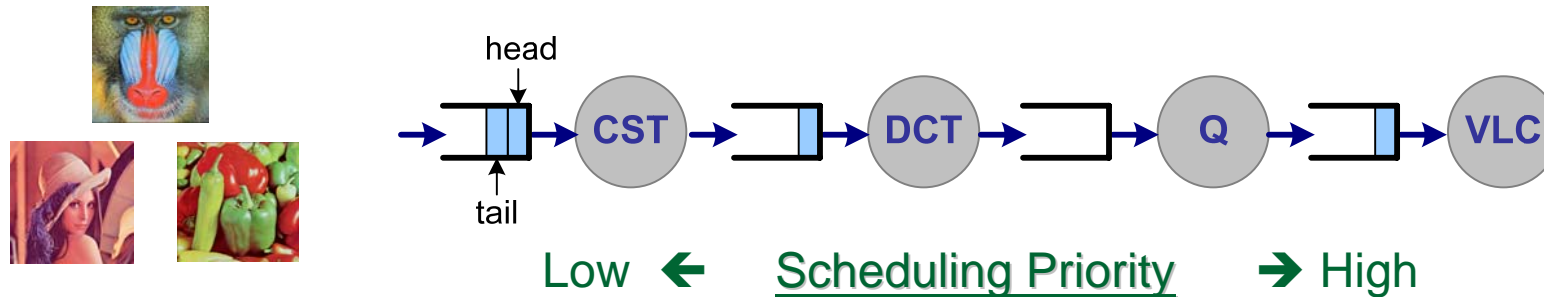 head
CST
DCT
Q
VLC
tail
Low ← Scheduling Priority → High